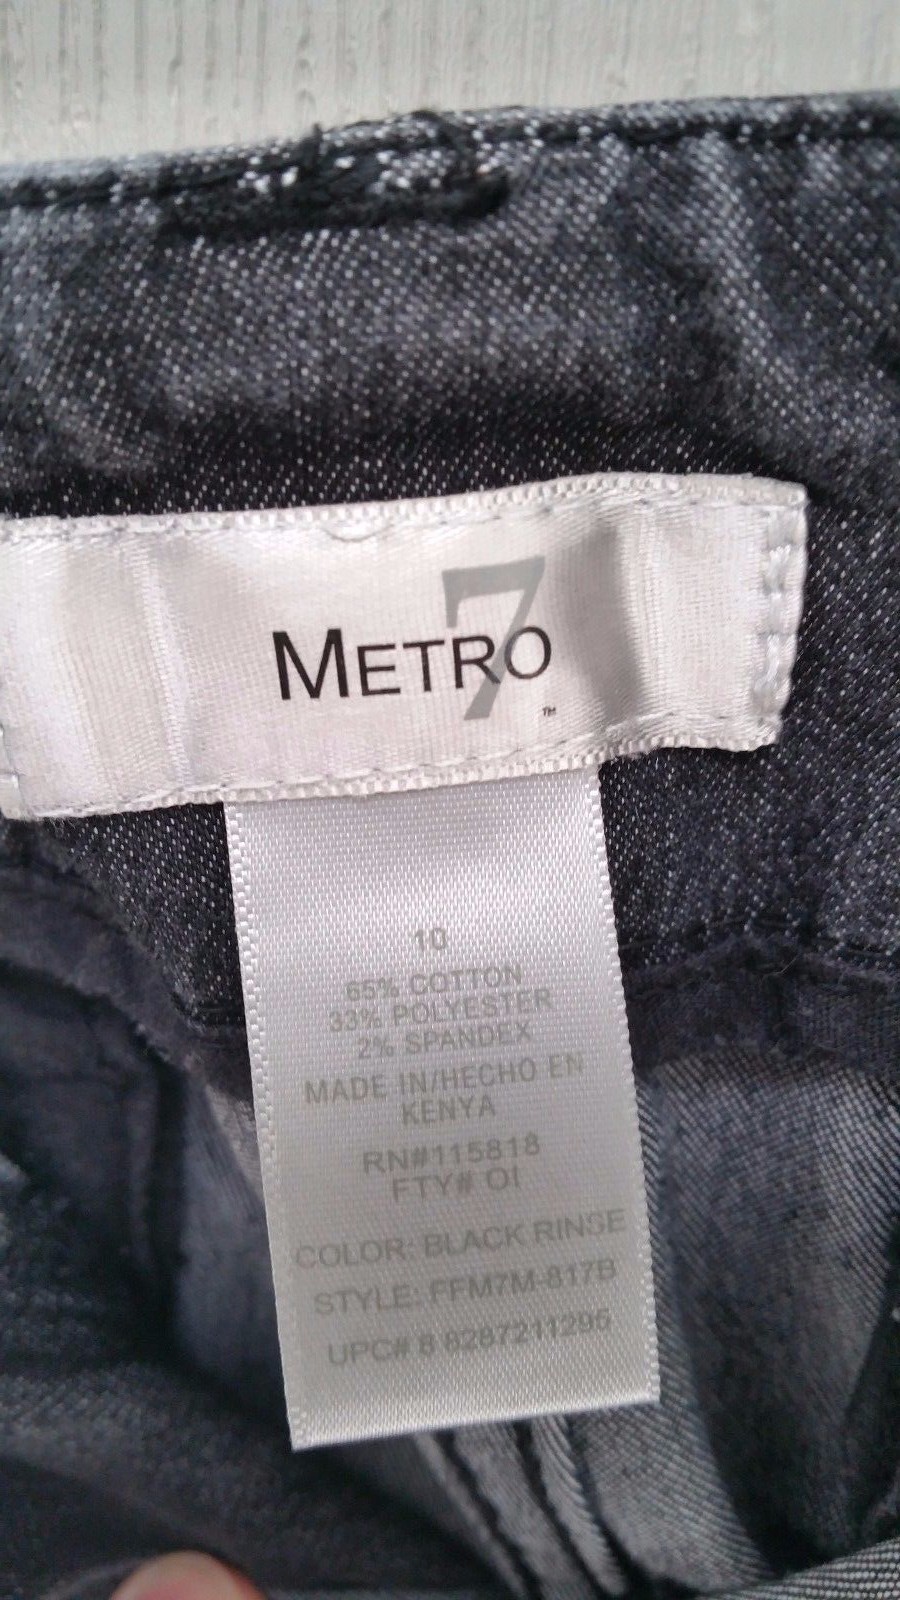 METRO 7
™
10
65% COTTON
33% POLYESTER
2% SPANDEX
MADE IN/HECHO EN
KENYA
RN#115818
FTY# OI
COLOR: BLACK RINSE
STYLE: FFM7M-817B
UPC# 8 8287211295